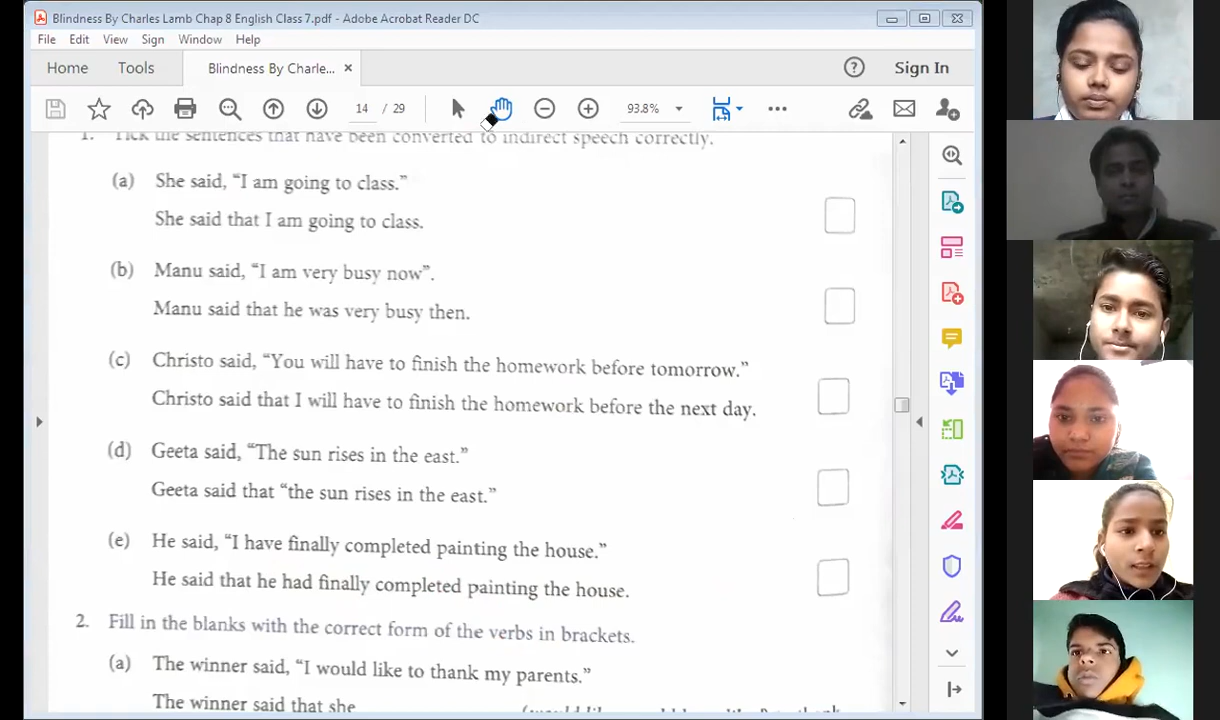 Blindness By Charles Lamb Chap 8 English Class 7.pdf - Adobe Acrobat Reader DC
File Edit View Sign Window Help
Home Tools Blindness By Charle... × Sign In
14 / 29 93.8%
1. Tick the sentences that have been converted to indirect speech correctly.
(a) She said, “I am going to class.”
She said that I am going to class.
(b) Manu said, “I am very busy now”.
Manu said that he was very busy then.
(c) Christo said, “You will have to finish the homework before tomorrow.”
Christo said that I will have to finish the homework before the next day.
(d) Geeta said, “The sun rises in the east.”
Geeta said that “the sun rises in the east.”
(e) He said, “I have finally completed painting the house.”
He said that he had finally completed painting the house.
2. Fill in the blanks with the correct form of the verbs in brackets.
(a) The winner said, “I would like to thank my parents.”
The winner said that she